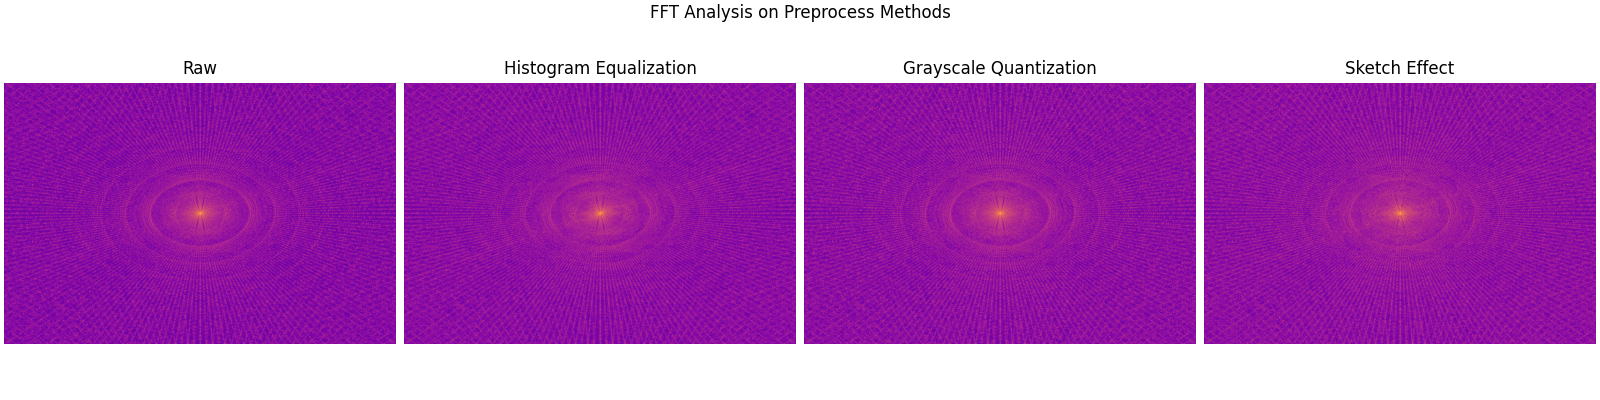 FFT Analysis on Preprocess Methods
Raw
Histogram Equalization
Grayscale Quantization
Sketch Effect